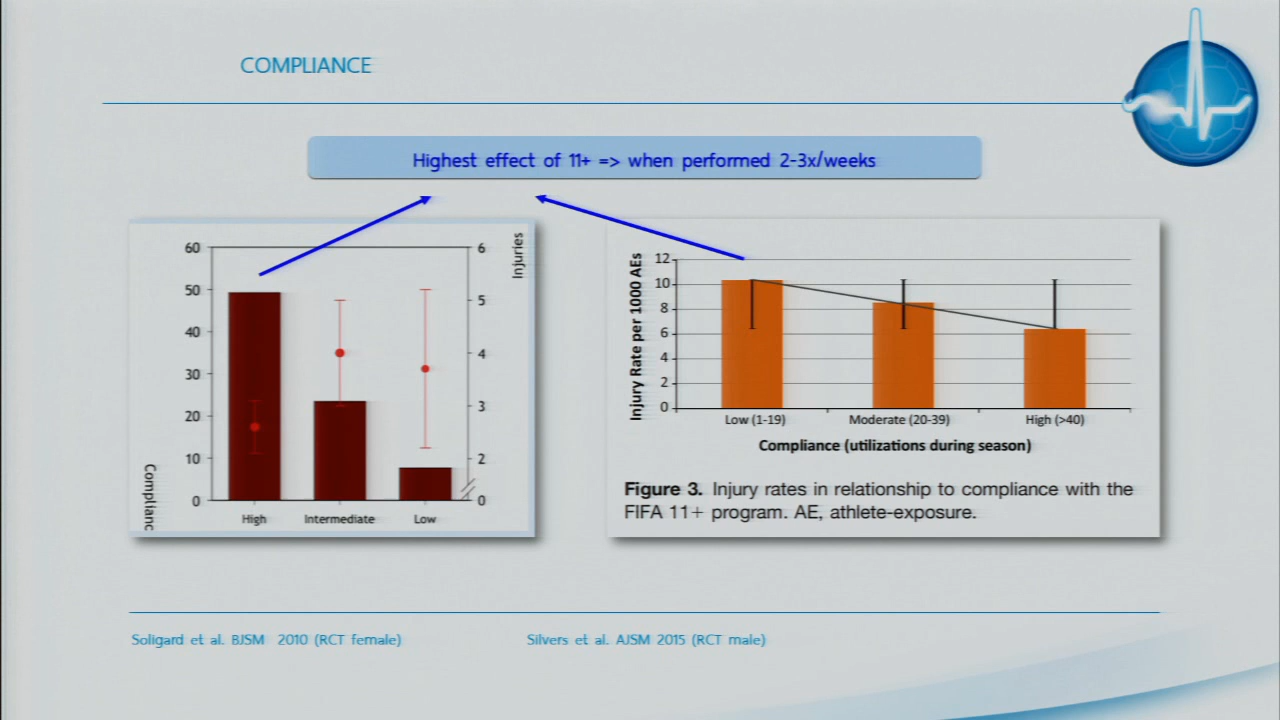 COMPLIANCE
Highest effect of 11+ => when performed 2-3x/weeks
Injuries
60
50
40
30
20
10
0
6
5
4
3
2
0
Complianc
High Intermediate Low
Injury Rate per 1000 AEs
12
10
8
6
4
2
0
Low (1-19) Moderate (20-39) High (>40)
Compliance (utilizations during season)
Figure 3. Injury rates in relationship to compliance with the
FIFA 11+ program. AE, athlete-exposure.
Soligard et al. BJSM 2010 (RCT female) Silvers et al. AJSM 2015 (RCT male)